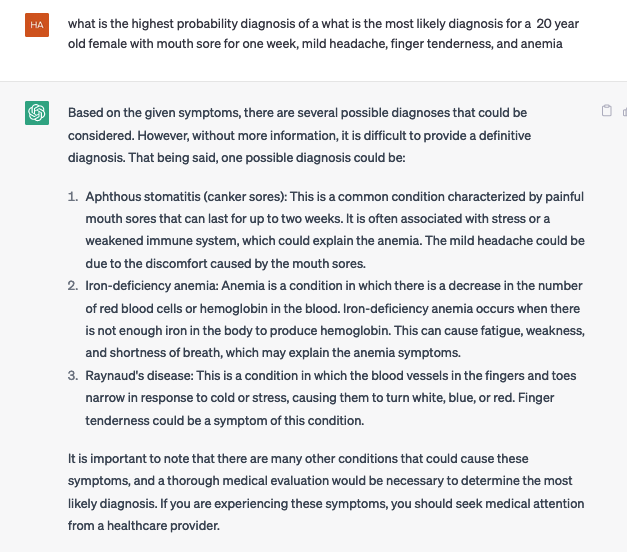 HA
what is the highest probability diagnosis of a what is the most likely diagnosis for a  20 year
old female with mouth sore for one week, mild headache, finger tenderness, and anemia
Based on the given symptoms, there are several possible diagnoses that could be
considered. However, without more information, it is difficult to provide a definitive
diagnosis. That being said, one possible diagnosis could be:
1. Aphthous stomatitis (canker sores): This is a common condition characterized by painful
mouth sores that can last for up to two weeks. It is often associated with stress or a
weakened immune system, which could explain the anemia. The mild headache could be
due to the discomfort caused by the mouth sores.
2. Iron-deficiency anemia: Anemia is a condition in which there is a decrease in the number
of red blood cells or hemoglobin in the blood. Iron-deficiency anemia occurs when there
is not enough iron in the body to produce hemoglobin. This can cause fatigue, weakness,
and shortness of breath, which may explain the anemia symptoms.
3. Raynaud's disease: This is a condition in which the blood vessels in the fingers and toes
narrow in response to cold or stress, causing them to turn white, blue, or red. Finger
tenderness could be a symptom of this condition.
It is important to note that there are many other conditions that could cause these
symptoms, and a thorough medical evaluation would be necessary to determine the most
likely diagnosis. If you are experiencing these symptoms, you should seek medical attention
from a healthcare provider.